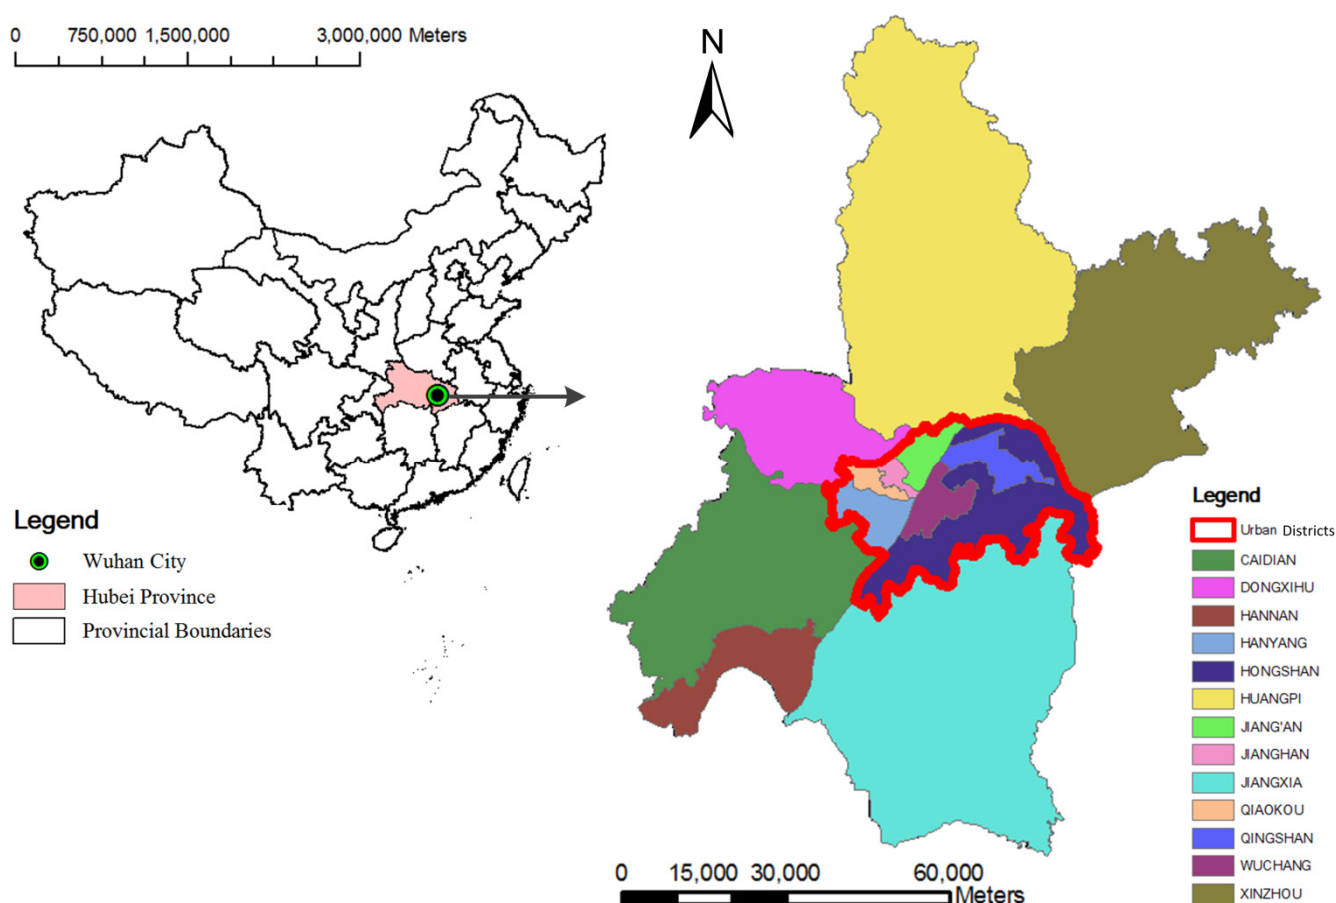 0 750,000 1,500,000 3,000,000 Meters
Legend
Wuhan City
Hubei Province
Provincial Boundaries
N
Legend
Urban Districts
CAIDIAN
DONGXIHU
HANNAN
HANYANG
HONGSHAN
HUANGPI
JIANG'AN
JIANGHAN
JIANGXIA
QIAOKOU
QINGSHAN
WUCHANG
XINZHOU
0 15,000 30,000 60,000
Meters